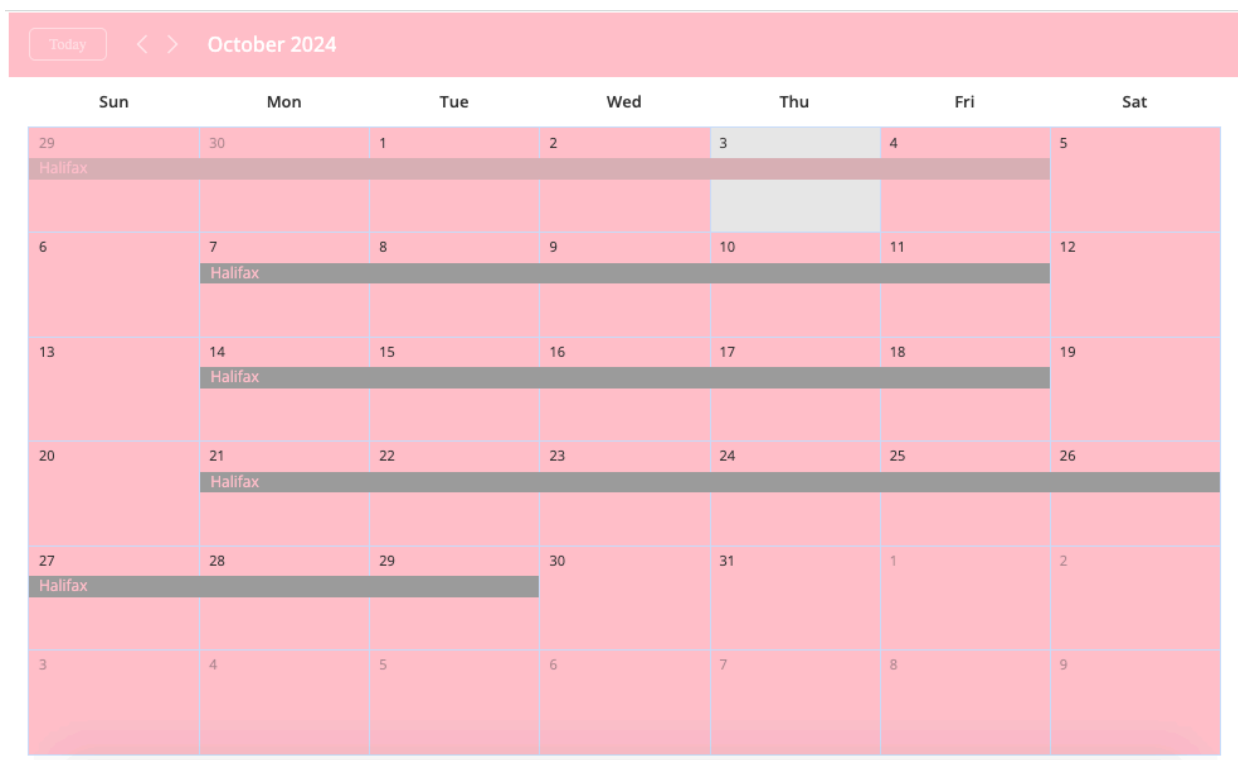 Today October 2024
Sun Mon Tue Wed Thu Fri Sat
29 30 1 2 3 4 5
Halifax
6 7 8 9 10 11 12
Halifax
13 14 15 16 17 18 19
Halifax
20 21 22 23 24 25 26
Halifax
27 28 29 30 31 1 2
Halifax
3 4 5 6 7 8 9